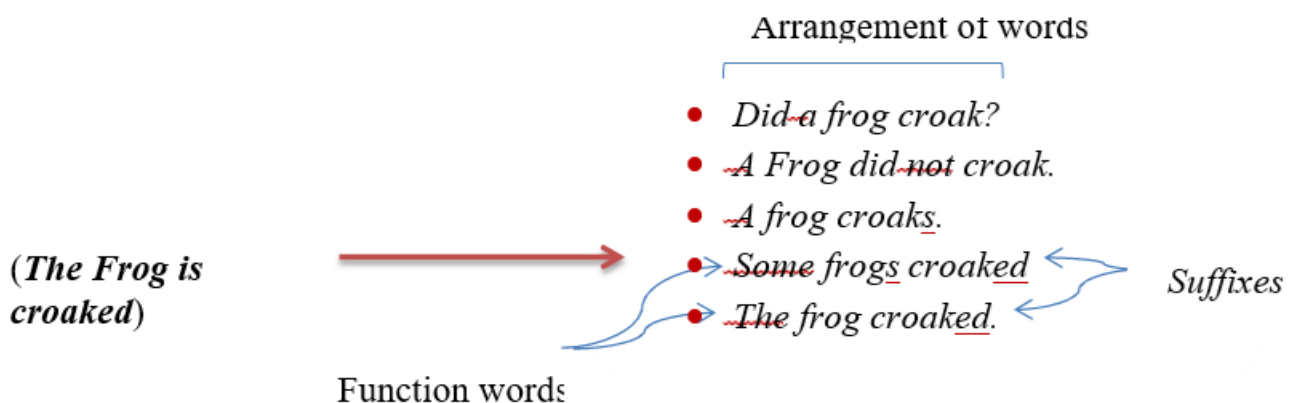 Arrangement of words
Did a frog croak?
A Frog did not croak.
A frog croaks.
(The Frog is
croaked)
Some frogs croaked
Suffixes
The frog croaked.
Function words